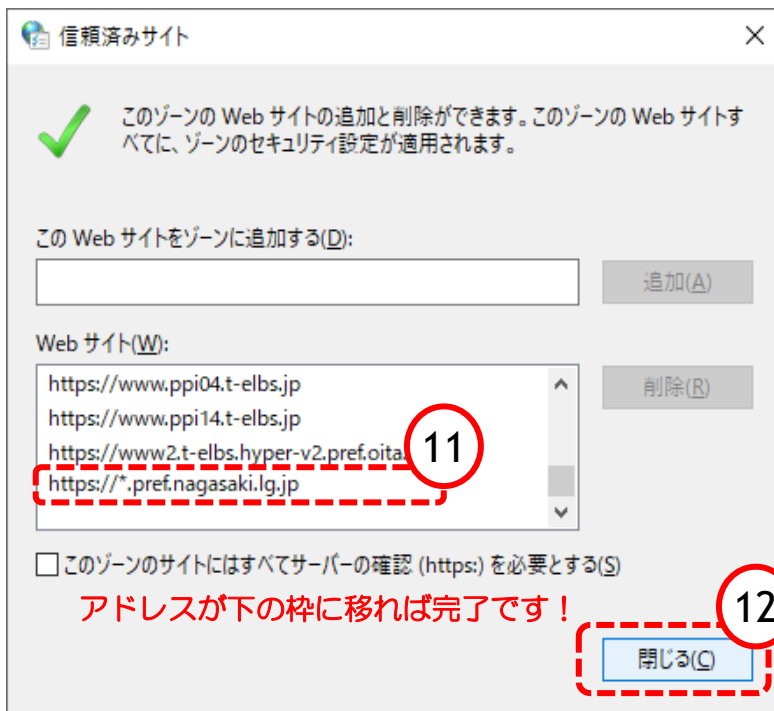 信頼済みサイト
このゾーンの Web サイトの追加と削除ができます。このゾーンの Web サイトす
べてに、ゾーンのセキュリティ設定が適用されます。
この Web サイトをゾーンに追加する(D):
追加(A)
Web サイト(W):
https://www.ppi04.t-elbs.jp
削除(R)
https://www.ppi14.t-elbs.jp
https://www2.t-elbs.hyper-v2.pref.oita.
11
https://*.pref.nagasaki.lg.jp
このゾーンのサイトにはすべてサーバーの確認 (https:) を必要とする(S)
アドレスが下の枠に移れば完了です！
12
閉じる(C)